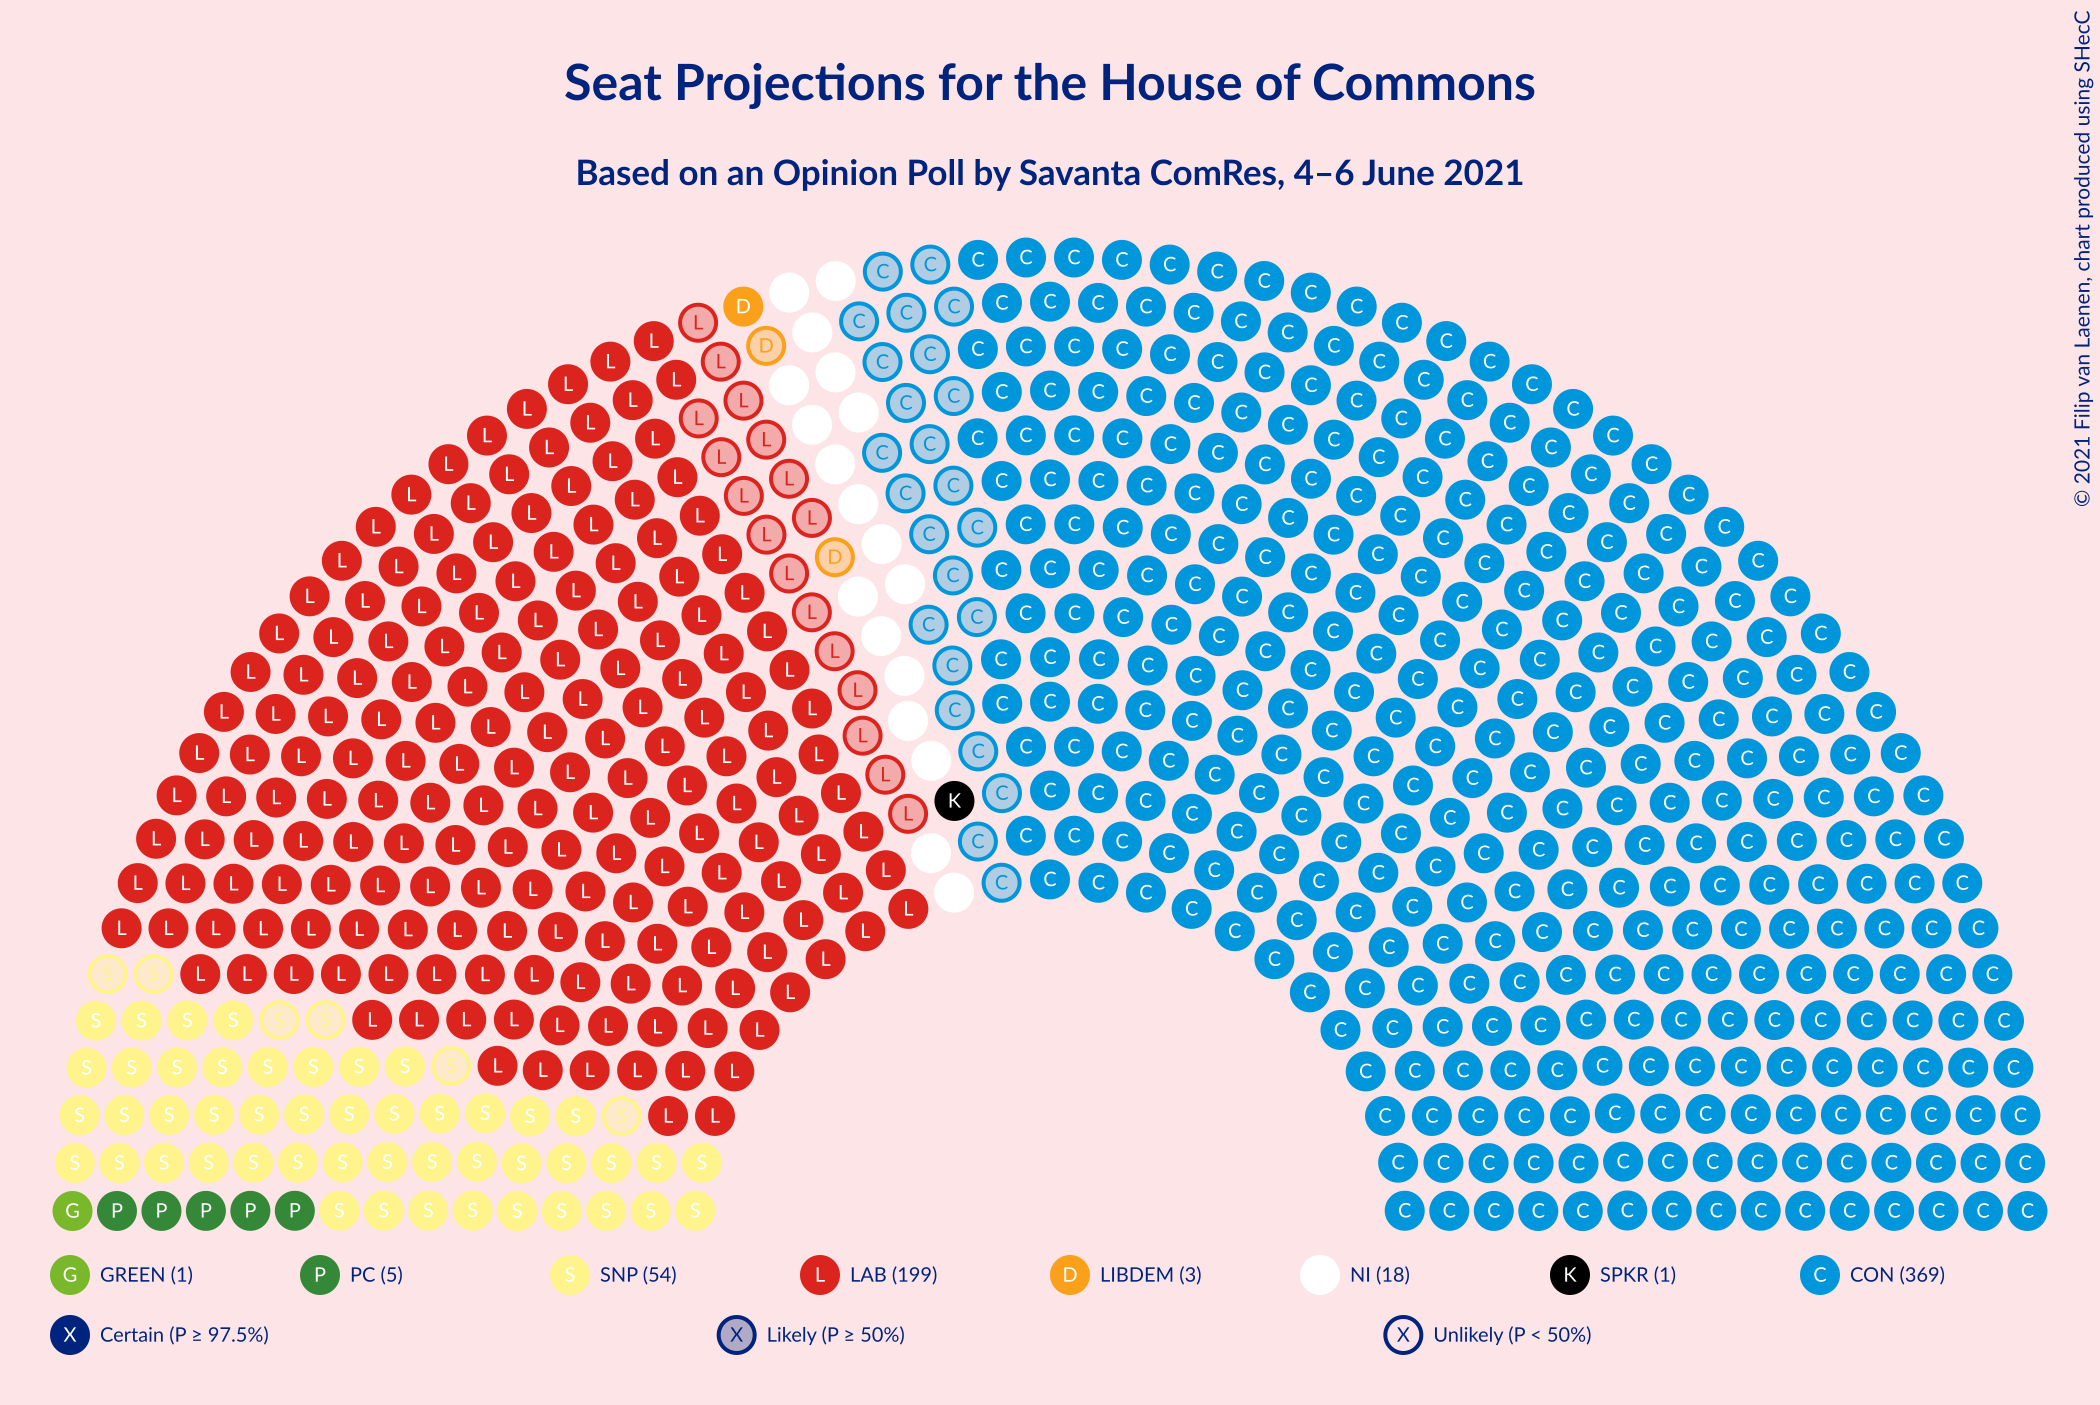 Seat Projections for the House of Commons
Based on an Opinion Poll by Savanta ComRes, 4–6 June 2021
© 2021 Filip van Laenen, chart produced using SHecC
G GREEN (1) P PC (5) S SNP (54) L LAB (199) D LIBDEM (3) NI (18) K SPKR (1) C CON (369)
X Certain (P ≥ 97.5%) X Likely (P ≥ 50%) X Unlikely (P < 50%)